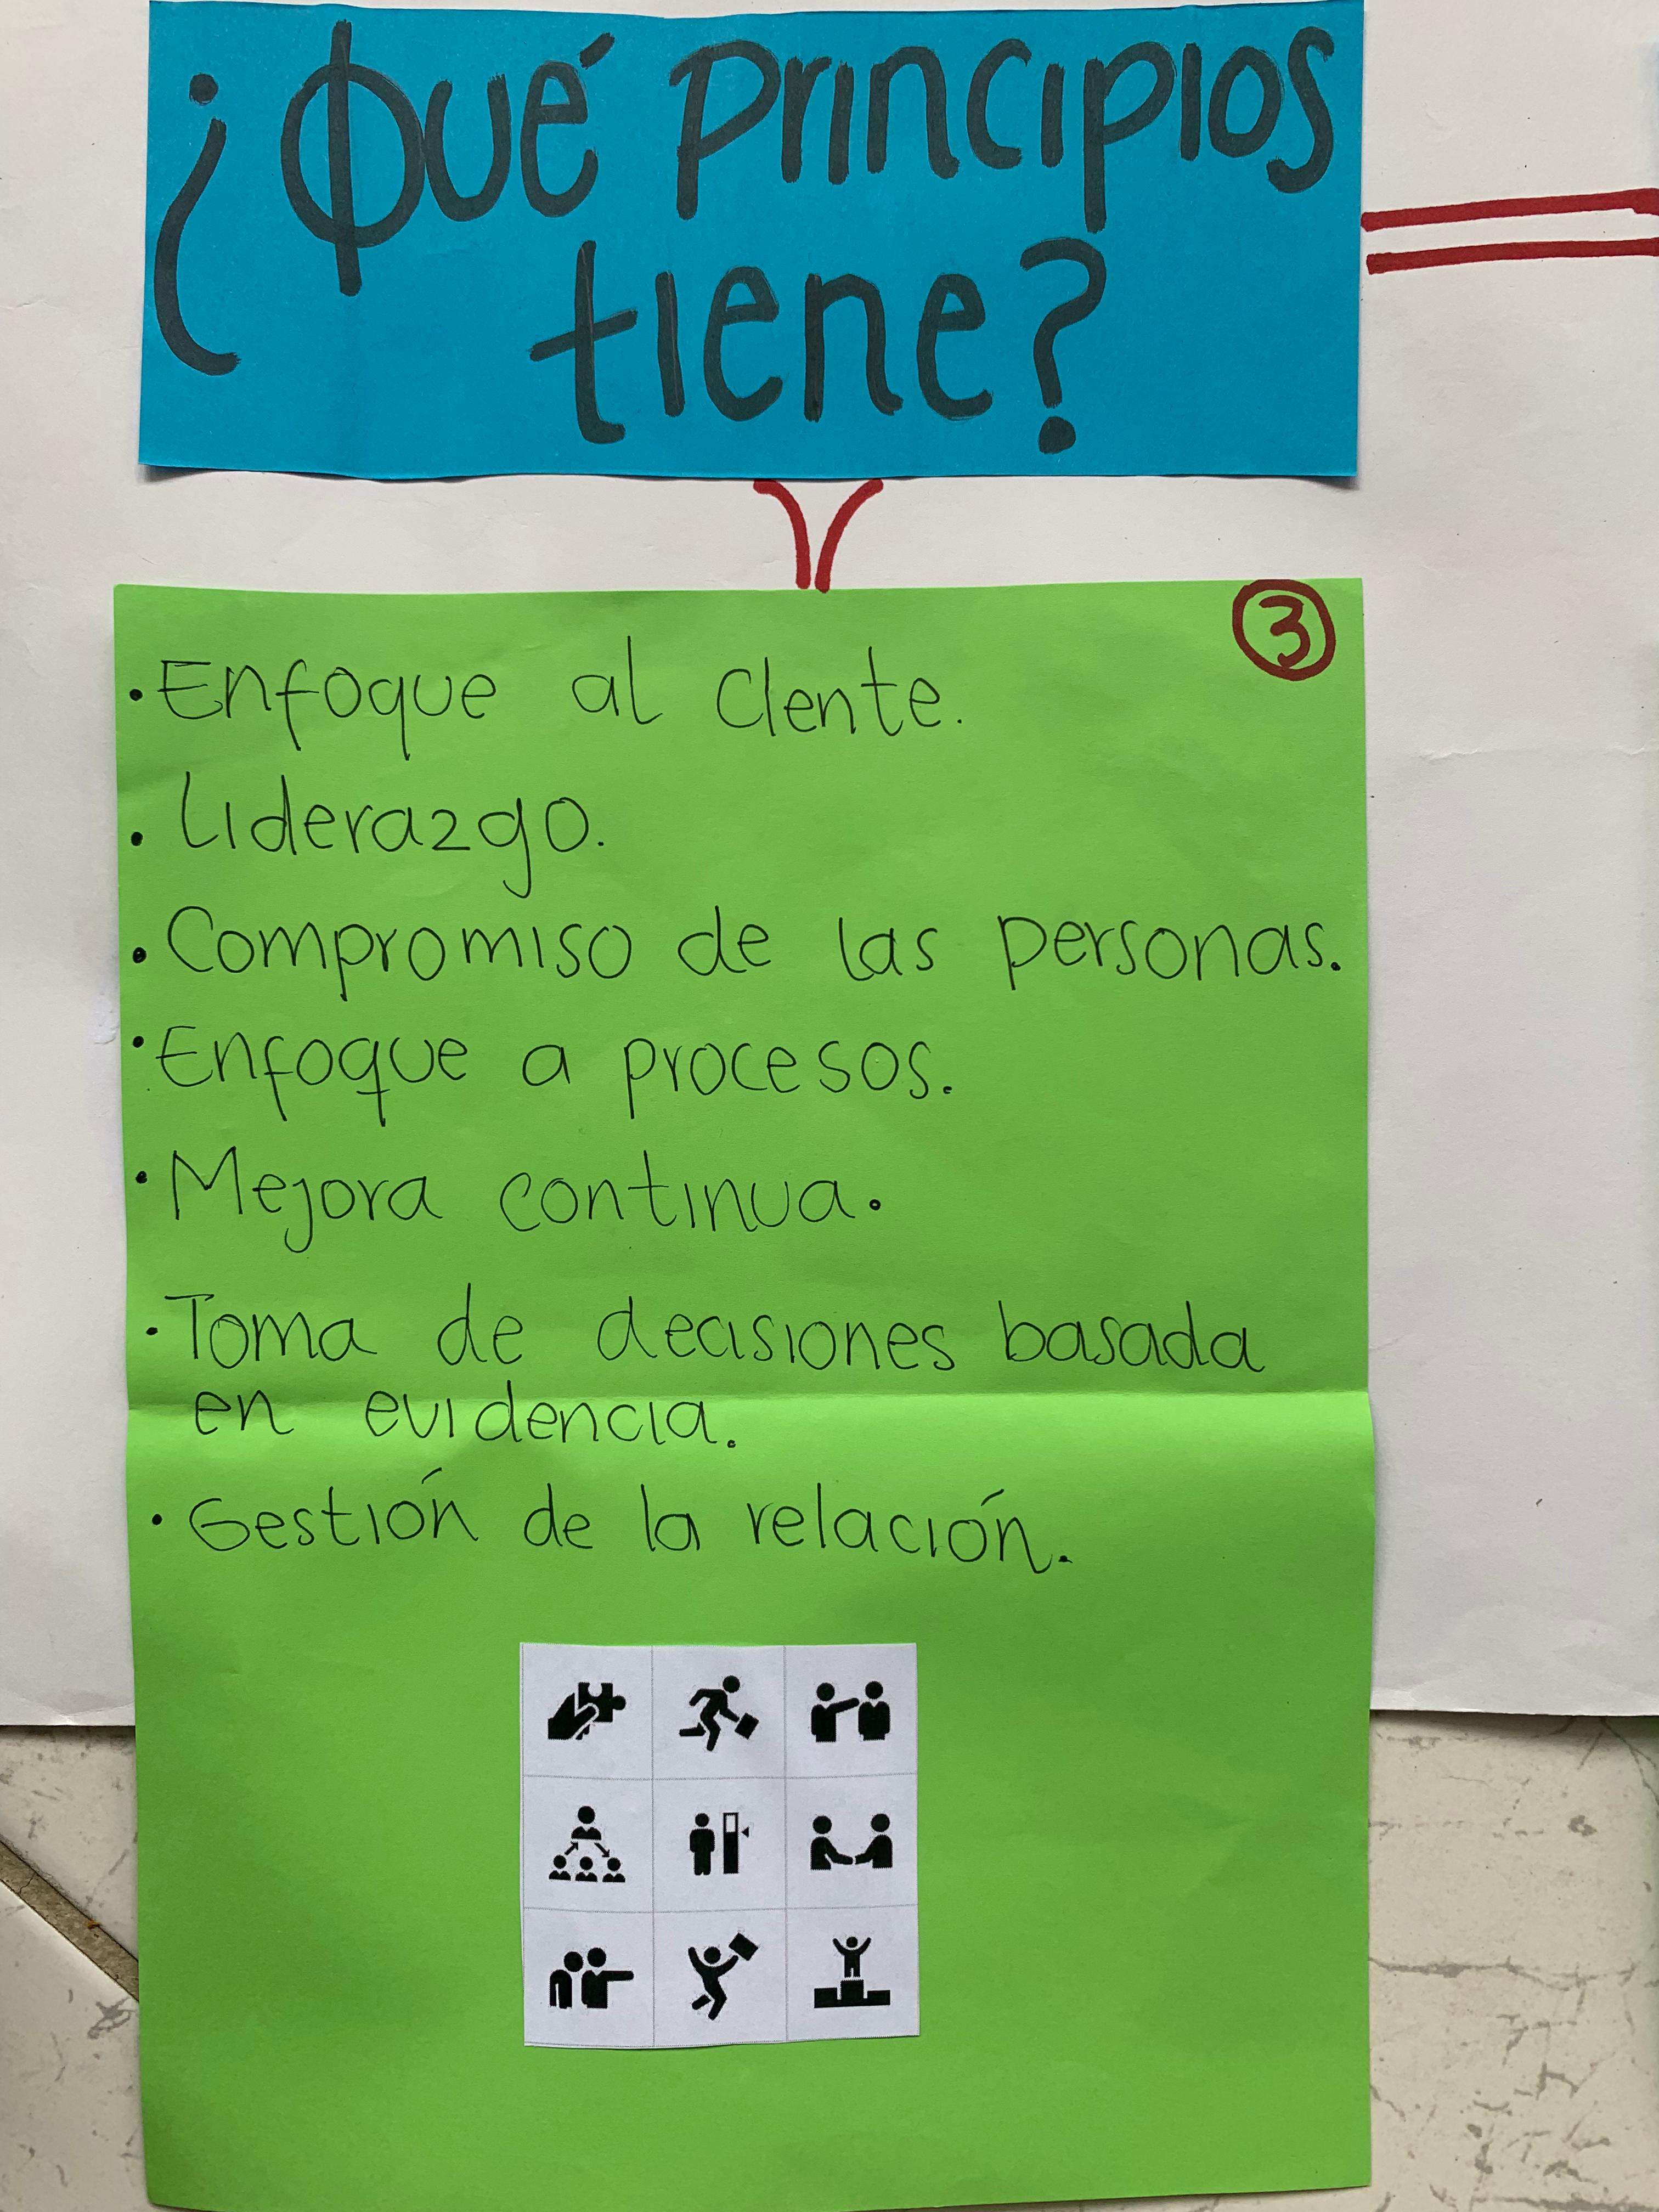 ¿Qué principios
tiene?
3
• Enfoque al clente.
• Liderazgo.
• Compromiso de las personas.
• Enfoque a procesos.
• Mejora continua.
• Toma de decisiones basada
en evidencia.
• Gestión de la relación.